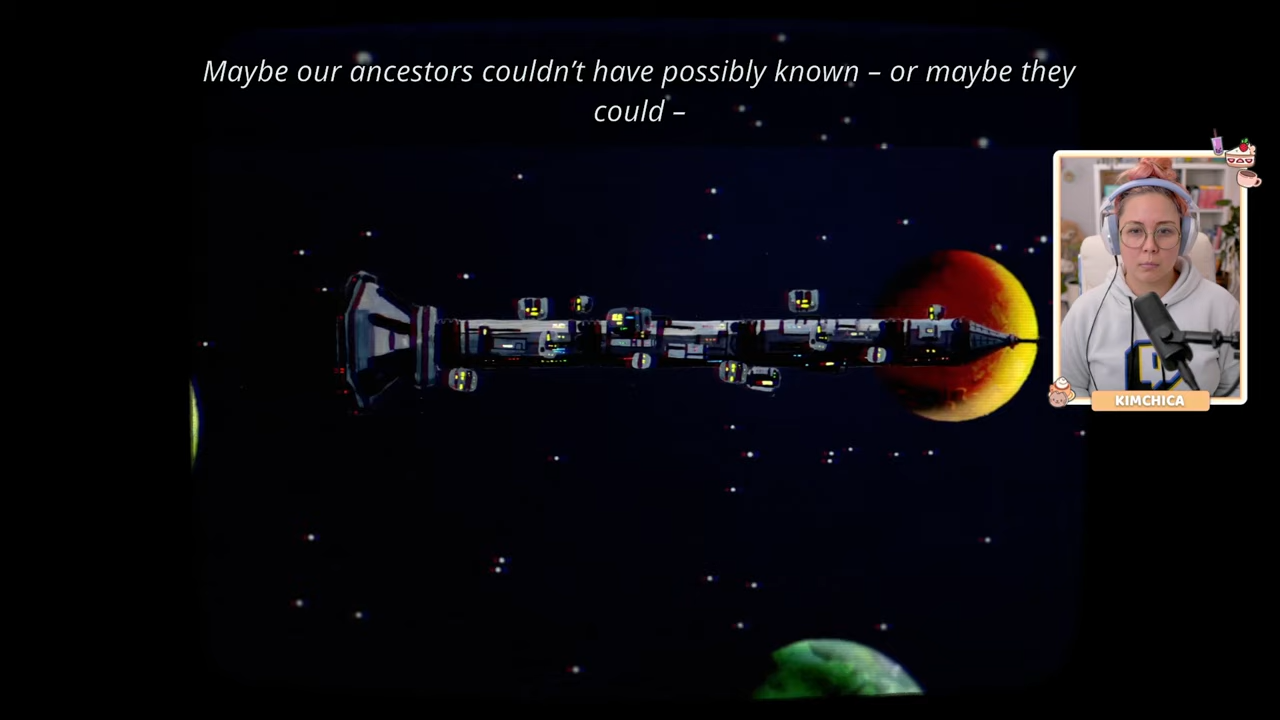 Maybe our ancestors couldn’t have possibly known – or maybe they
could –
KIMCHICA